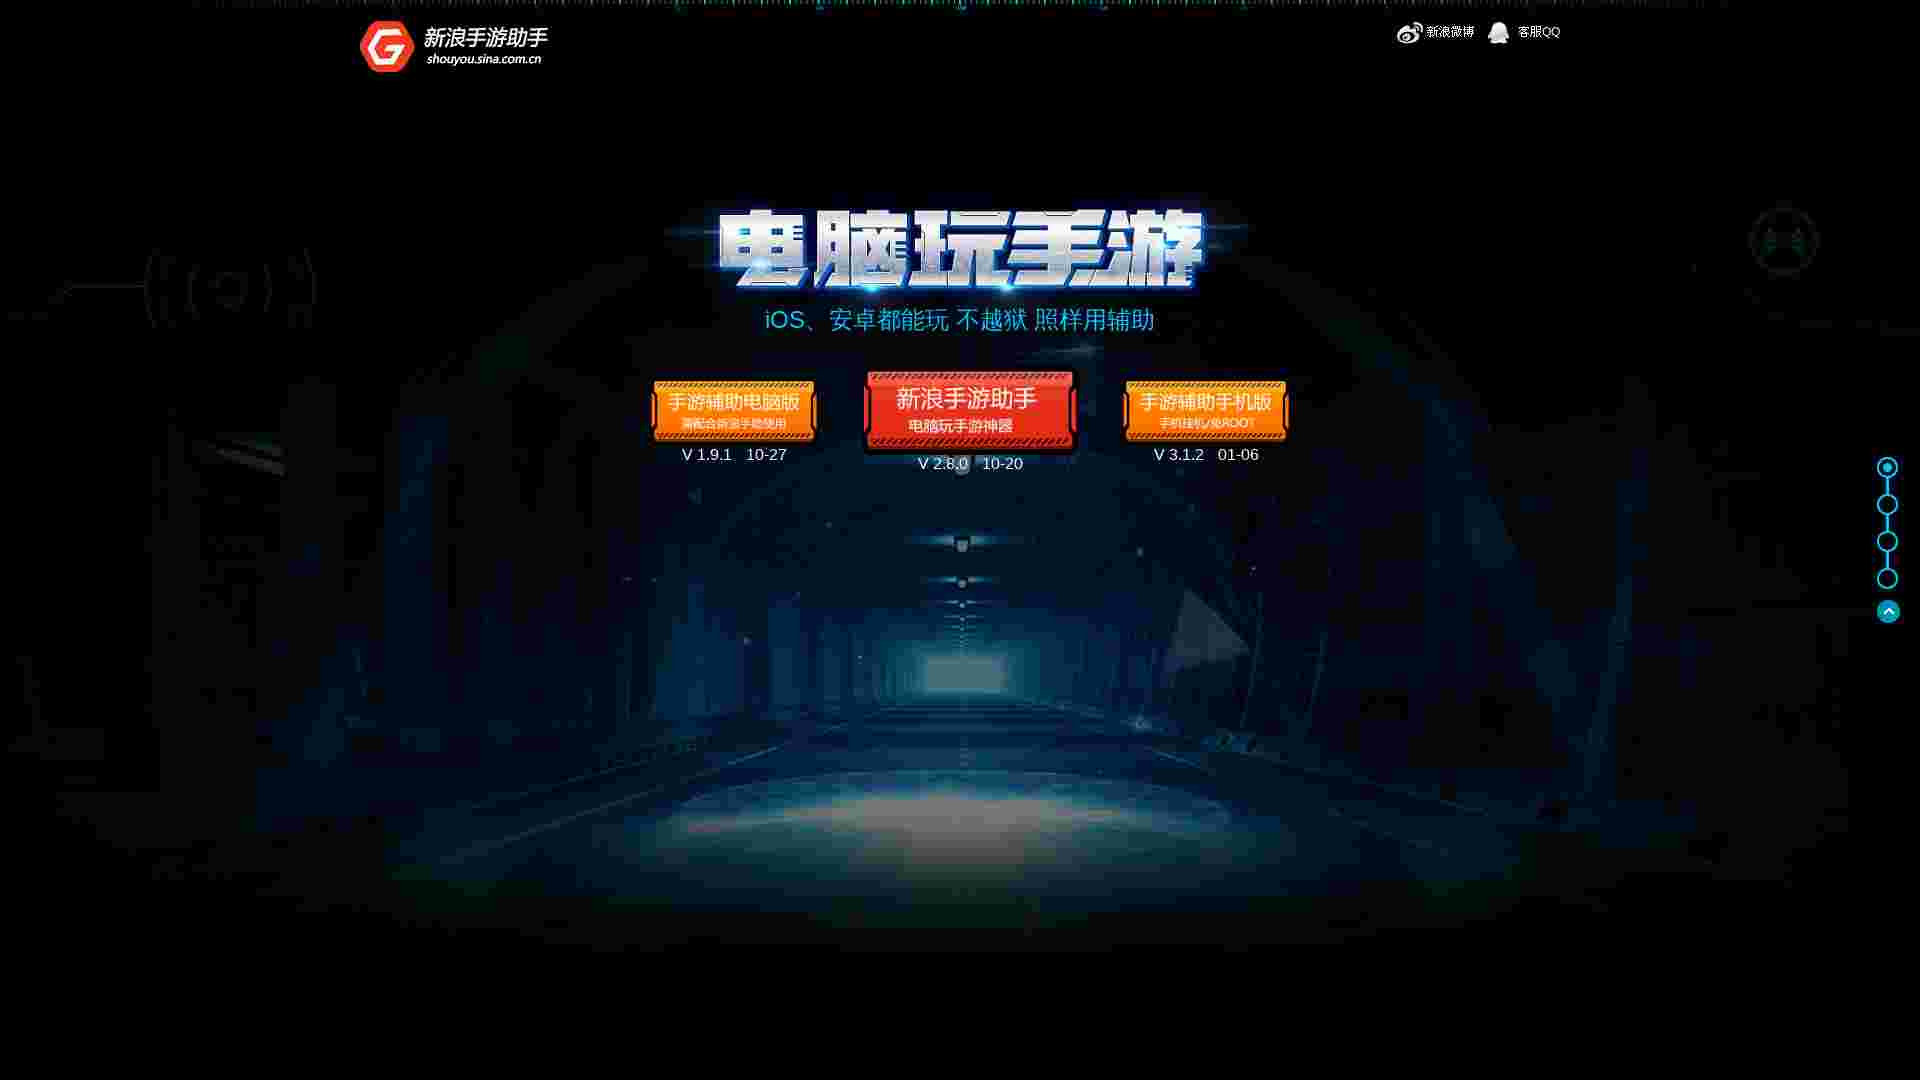 新浪手游助手
shouyou.sina.com.cn
新浪微博
客服QQ
电脑玩手游
iOS、安卓都能玩 不越狱 照样用辅助
手游辅助电脑版
需配合新浪手助使用
V 1.9.1 10-27
新浪手游助手
电脑玩手游神器
V 2.8.0 10-20
手游辅助手机版
手机挂机/免ROOT
V 3.1.2 01-06